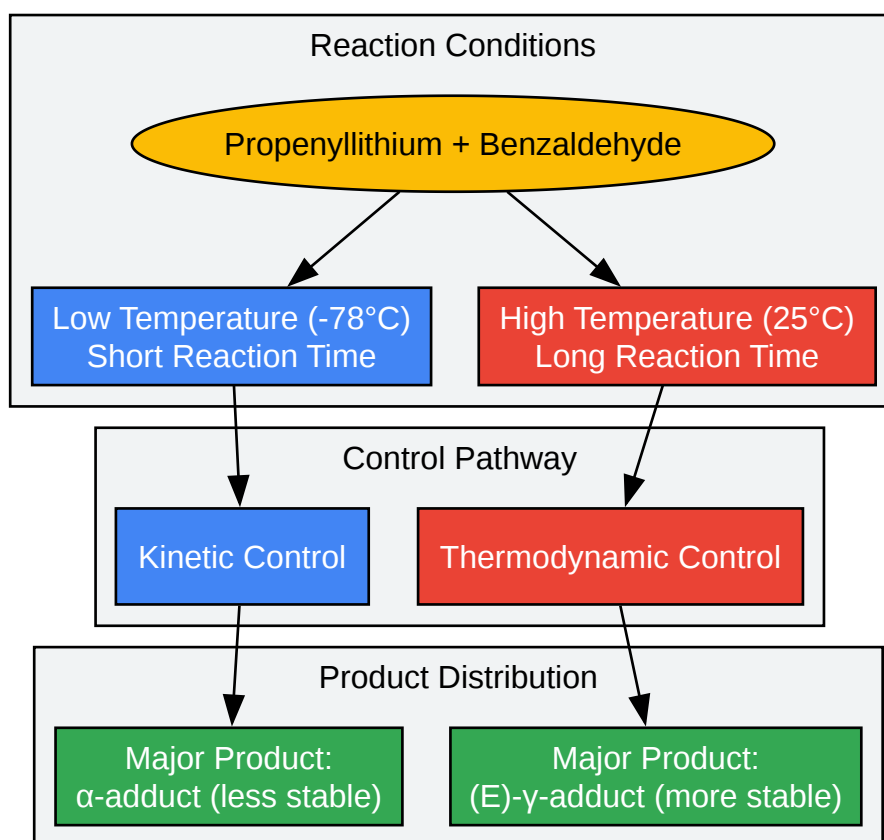 Reaction Conditions
Propenyllithium + Benzaldehyde
Low Temperature (-78°C)
Short Reaction Time
High Temperature (25°C)
Long Reaction Time
Control Pathway
Kinetic Control
Thermodynamic Control
Product Distribution
Major Product:
α-adduct (less stable)
Major Product:
(E)-γ-adduct (more stable)